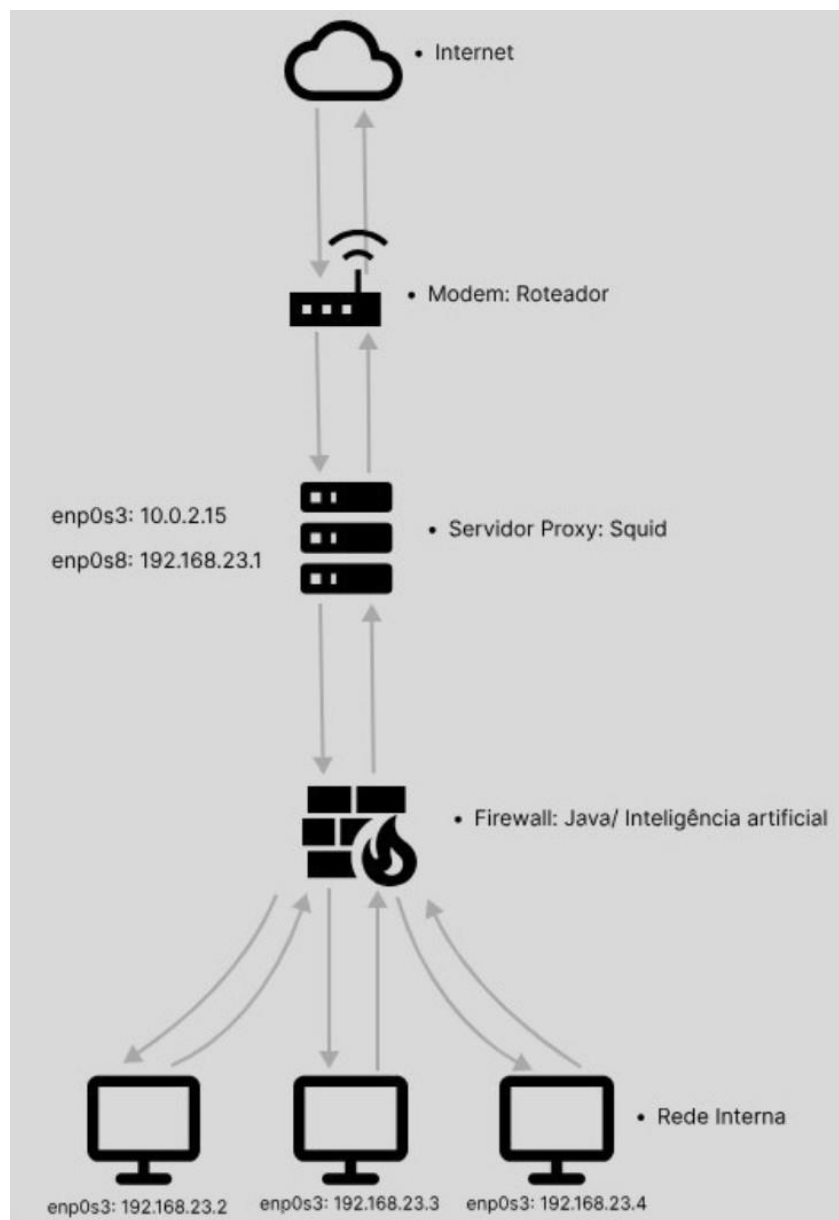 • Internet
• Modem: Roteador
enp0s3: 10.0.2.15
enp0s8: 192.168.23.1
• Servidor Proxy: Squid
• Firewall: Java/ Inteligência artificial
• Rede Interna
enp0s3: 192.168.23.2
enp0s3: 192.168.23.3
enp0s3: 192.168.23.4